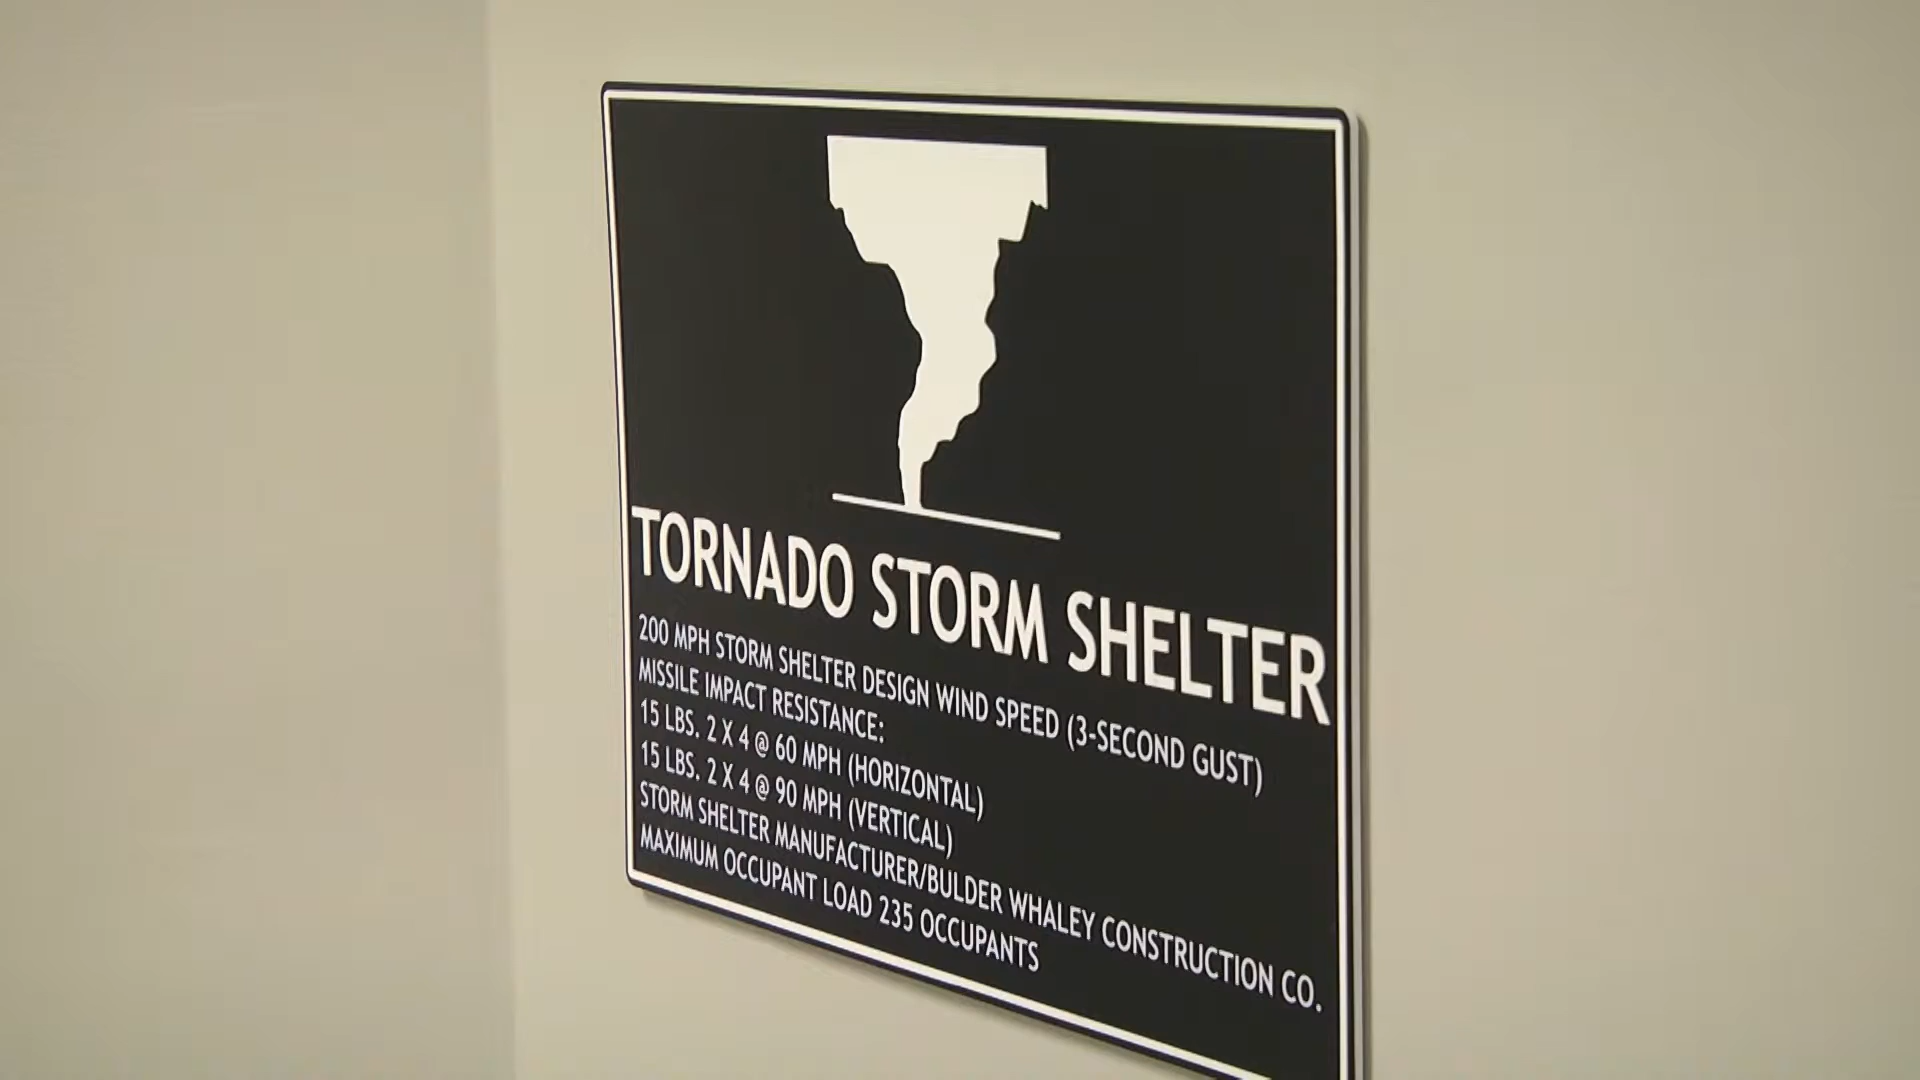 TORNADO STORM SHELTER
200 MPH STORM SHELTER DESIGN WIND SPEED (3-SECOND GUST)
MISSILE IMPACT RESISTANCE:
15 LBS. 2 X 4 @ 60 MPH (HORIZONTAL)
15 LBS. 2 X 4 @ 90 MPH (VERTICAL)
STORM SHELTER MANUFACTURER/BULDER WHALEY CONSTRUCTION CO.
MAXIMUM OCCUPANT LOAD 235 OCCUPANTS